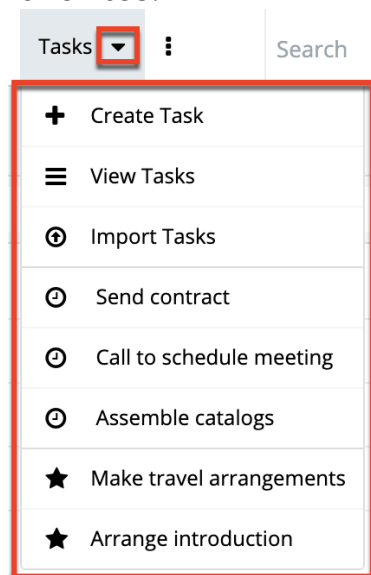 Tasks
Search
Create Task
View Tasks
Import Tasks
Send contract
Call to schedule meeting
Assemble catalogs
Make travel arrangements
Arrange introduction